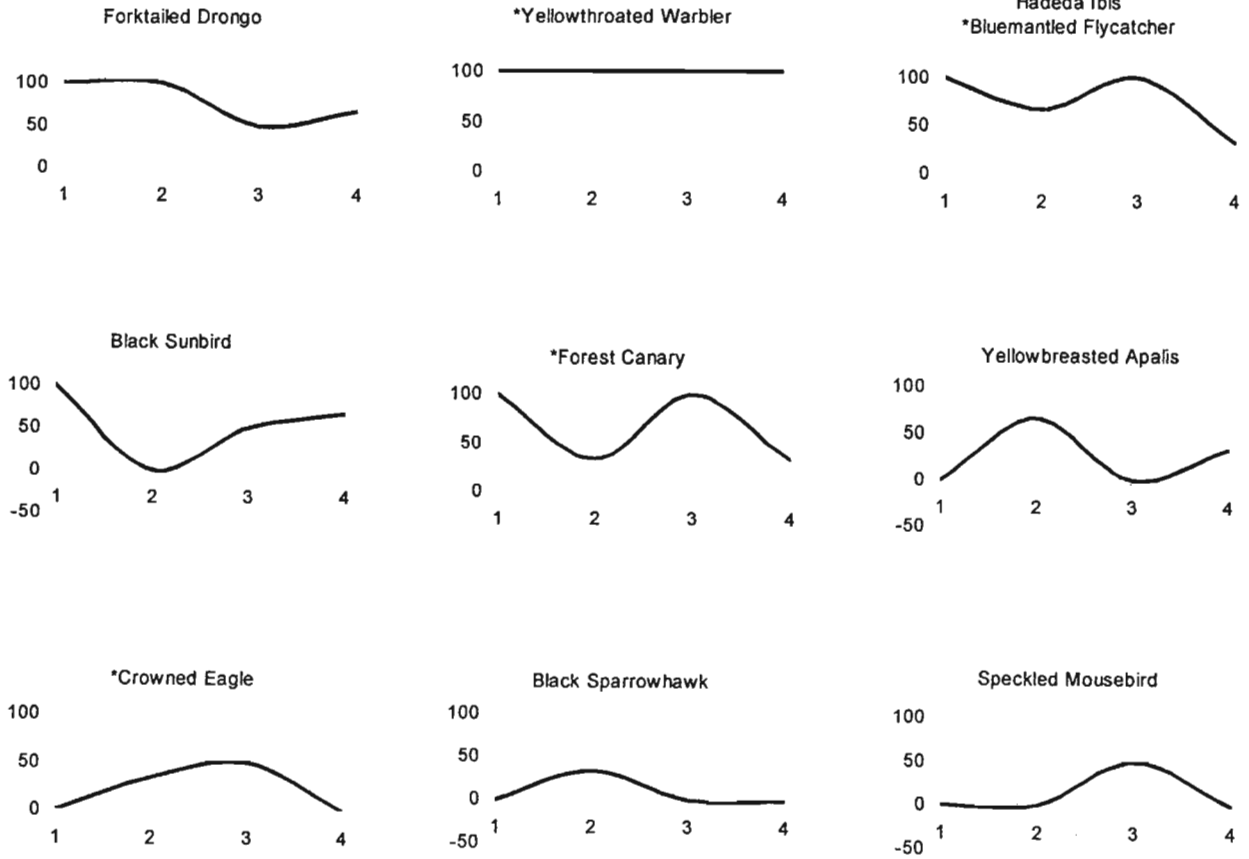 Forktailed Drongo
100
50
0
1 2 3 4
*Yellowthroated Warbler
100
50
0
1 2 3 4
Hadeda Ibis
*Bluemantled Flycatcher
100
50
0
1 2 3 4
Black Sunbird
100
50
0
-50
1 2 3 4
*Forest Canary
100
50
0
1 2 3 4
Yellowbreasted Apalis
100
50
0
-50
1 2 3 4
*Crowned Eagle
100
50
0
1 2 3 4
Black Sparrowhawk
100
50
0
-50
1 2 3 4
Speckled Mousebird
100
50
0
-50
1 2 3 4